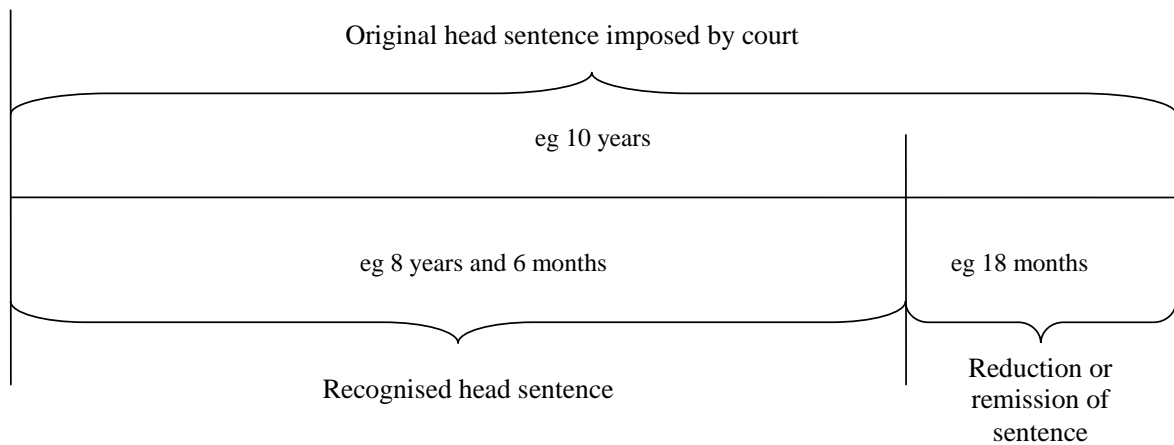 Original head sentence imposed by court
eg 10 years
eg 8 years and 6 months
eg 18 months
Recognised head sentence
Reduction or
remission of
sentence